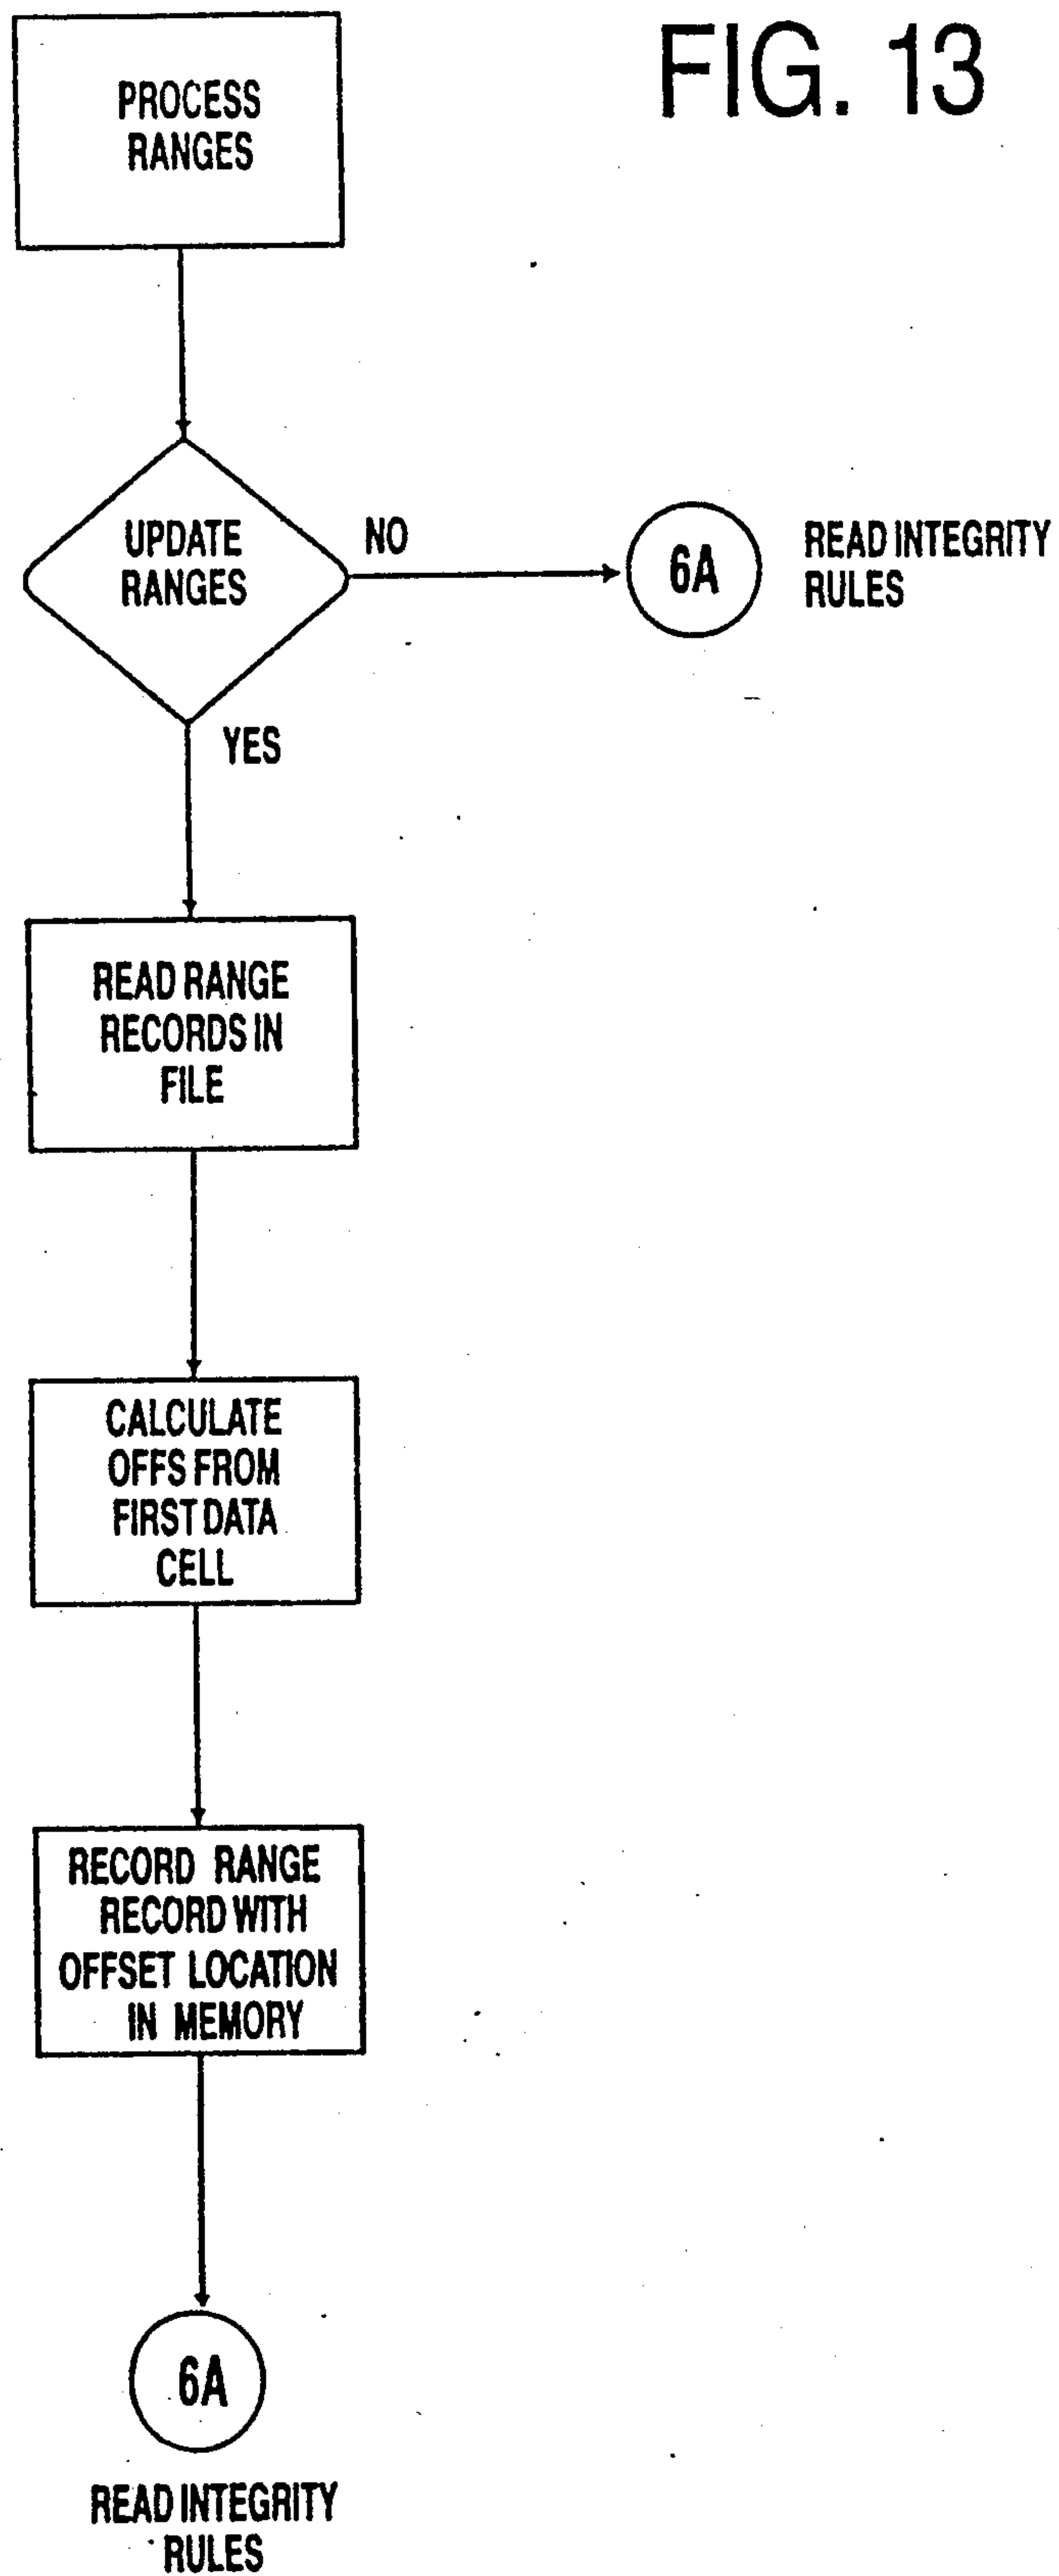 FIG. 13
PROCESS
RANGES
UPDATE
RANGES
NO
6A
READ INTEGRITY
RULES
YES
READ RANGE
RECORDS IN
FILE
CALCULATE
OFFS FROM
FIRST DATA
CELL
RECORD RANGE
RECORD WITH
OFFSET LOCATION
IN MEMORY
6A
READ INTEGRITY
RULES